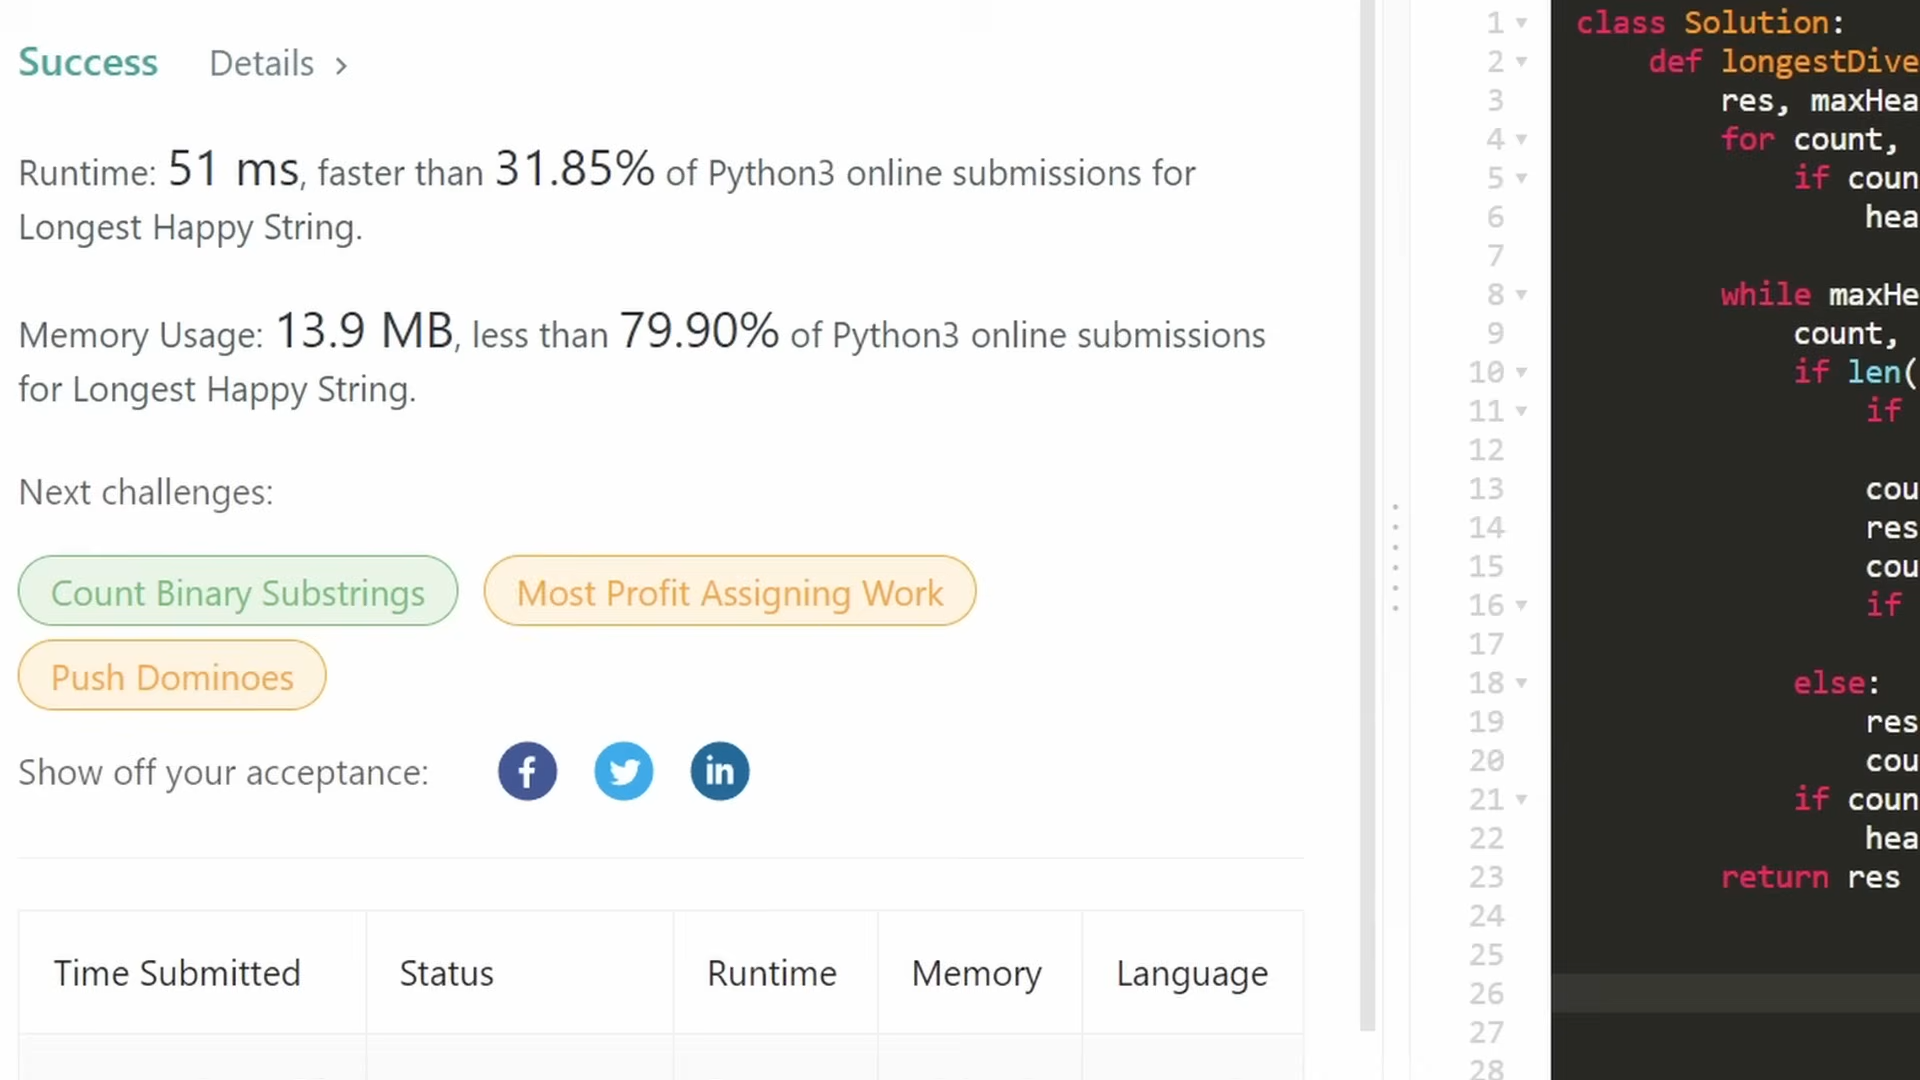 Success Details >
Runtime: 51 ms, faster than 31.85% of Python3 online submissions for
Longest Happy String.
Memory Usage: 13.9 MB, less than 79.90% of Python3 online submissions
for Longest Happy String.
Next challenges:
Count Binary Substrings Most Profit Assigning Work
Push Dominoes
Show off your acceptance: f in
Time Submitted Status Runtime Memory Language
1 class Solution:
2 def longestDive
3 res, maxHea
4 for count,
5 if coun
6 hea
7
8 while maxHe
9 count,
10 if len(
11 if
12
13 cou
14 res
15 cou
16 if
17
18 else:
19 res
20 cou
21 if coun
22 hea
23 return res
24
25
26
27
28